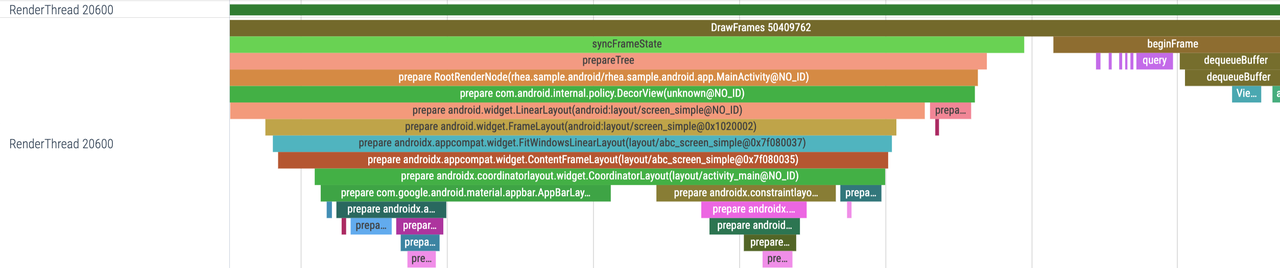 RenderThread 20600
DrawFrames 50409762
syncFrameState
beginFrame
prepareTree
query
dequeueBuffer
prepare RootRenderNode(rhea.sample.android/rhea.sample.android.app.MainActivity@NO_ID)
dequeueBuffer
prepare com.android.internal.policy.DecorView(unknown@NO_ID)
Vie...
a
prepare android.widget.LinearLayout(android:layout/screen_simple@NO_ID)
prepa...
prepare android.widget.FrameLayout(android:layout/screen_simple@0x1020002)
RenderThread 20600
prepare androidx.appcompat.widget.FitWindowsLinearLayout(layout/abc_screen_simple@0x7f080037)
prepare androidx.appcompat.widget.ContentFrameLayout(layout/abc_screen_simple@0x7f080035)
prepare androidx.coordinatorlayout.widget.CoordinatorLayout(layout/activity_main@NO_ID)
prepare com.google.android.material.appbar.AppBarLay...
prepare androidx.constraintlayo...
prepa...
prepare androidx.a...
prepare androidx....
prepa...
prepar...
prepare android...
prepa...
prepare...
pre...
pre...